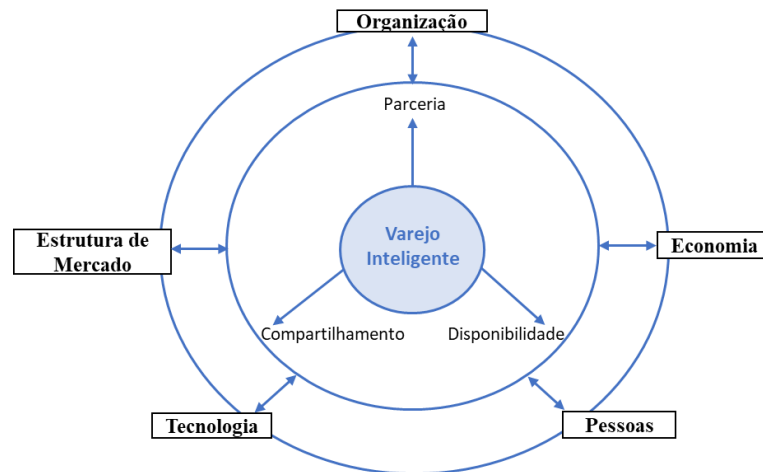 Organização
Parceria
Varejo
Inteligente
Estrutura de
Mercado
Economia
Compartilhamento
Disponibilidade
Tecnologia
Pessoas